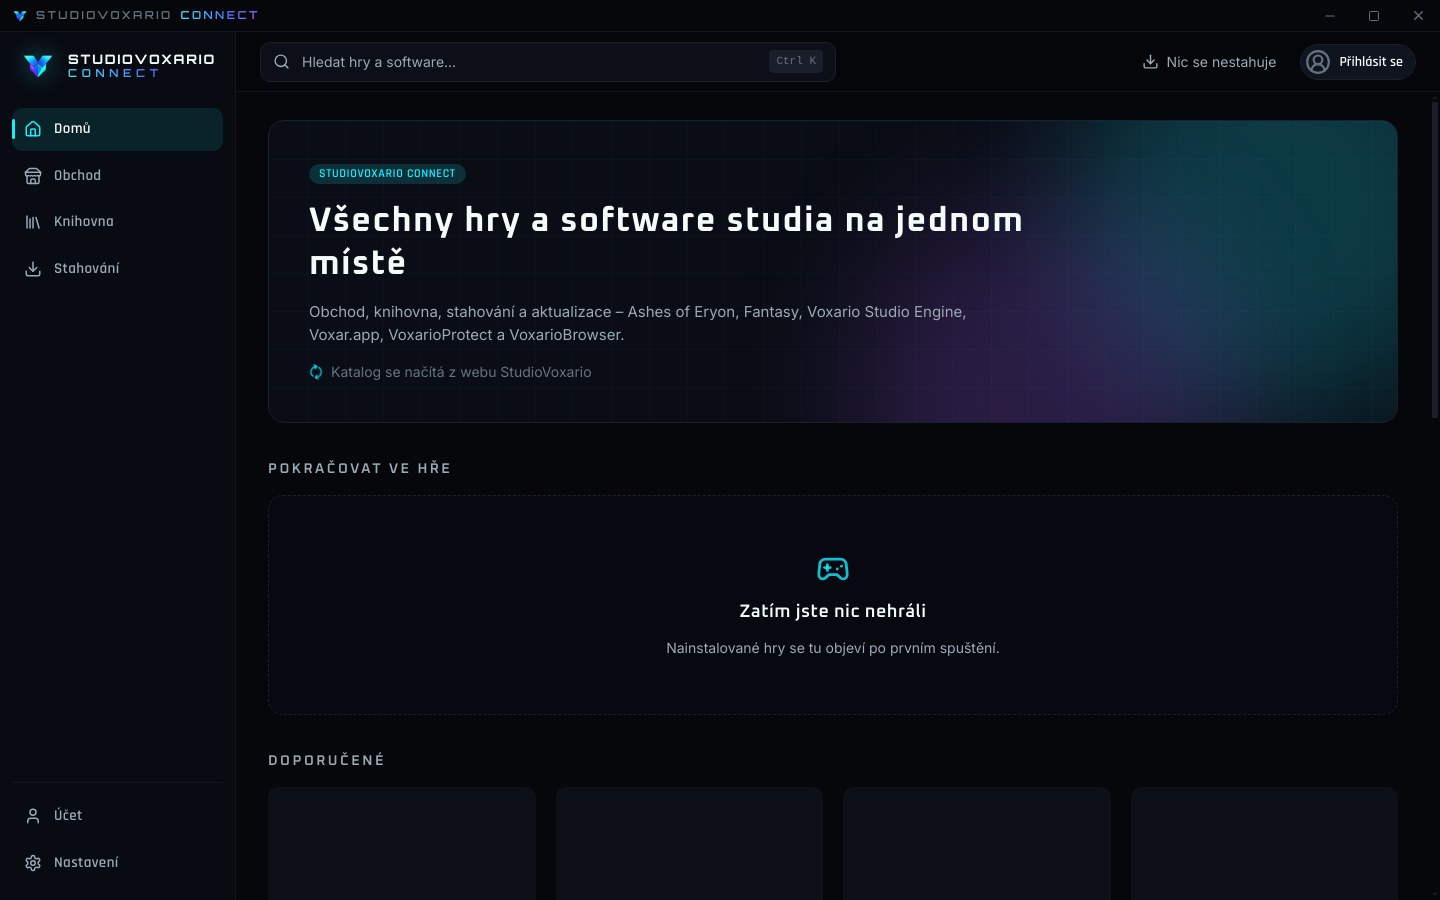 STUDIOVOXARIO CONNECT
STUDIOVOXARIO
CONNECT
Hledat hry a software...
Ctrl K
Nic se nestahuje
Přihlásit se
Domů
Obchod
Knihovna
Stahování
STUDIOVOXARIO CONNECT
Všechny hry a software studia na jednom
místě
Obchod, knihovna, stahování a aktualizace – Ashes of Eryon, Fantasy, Voxario Studio Engine,
Voxar.app, VoxarioProtect a VoxarioBrowser.
Katalog se načítá z webu StudioVoxario
POKRAČOVAT VE HŘE
Zatím jste nic nehráli
Nainstalované hry se tu objeví po prvním spuštění.
DOPORUČENÉ
Účet
Nastavení